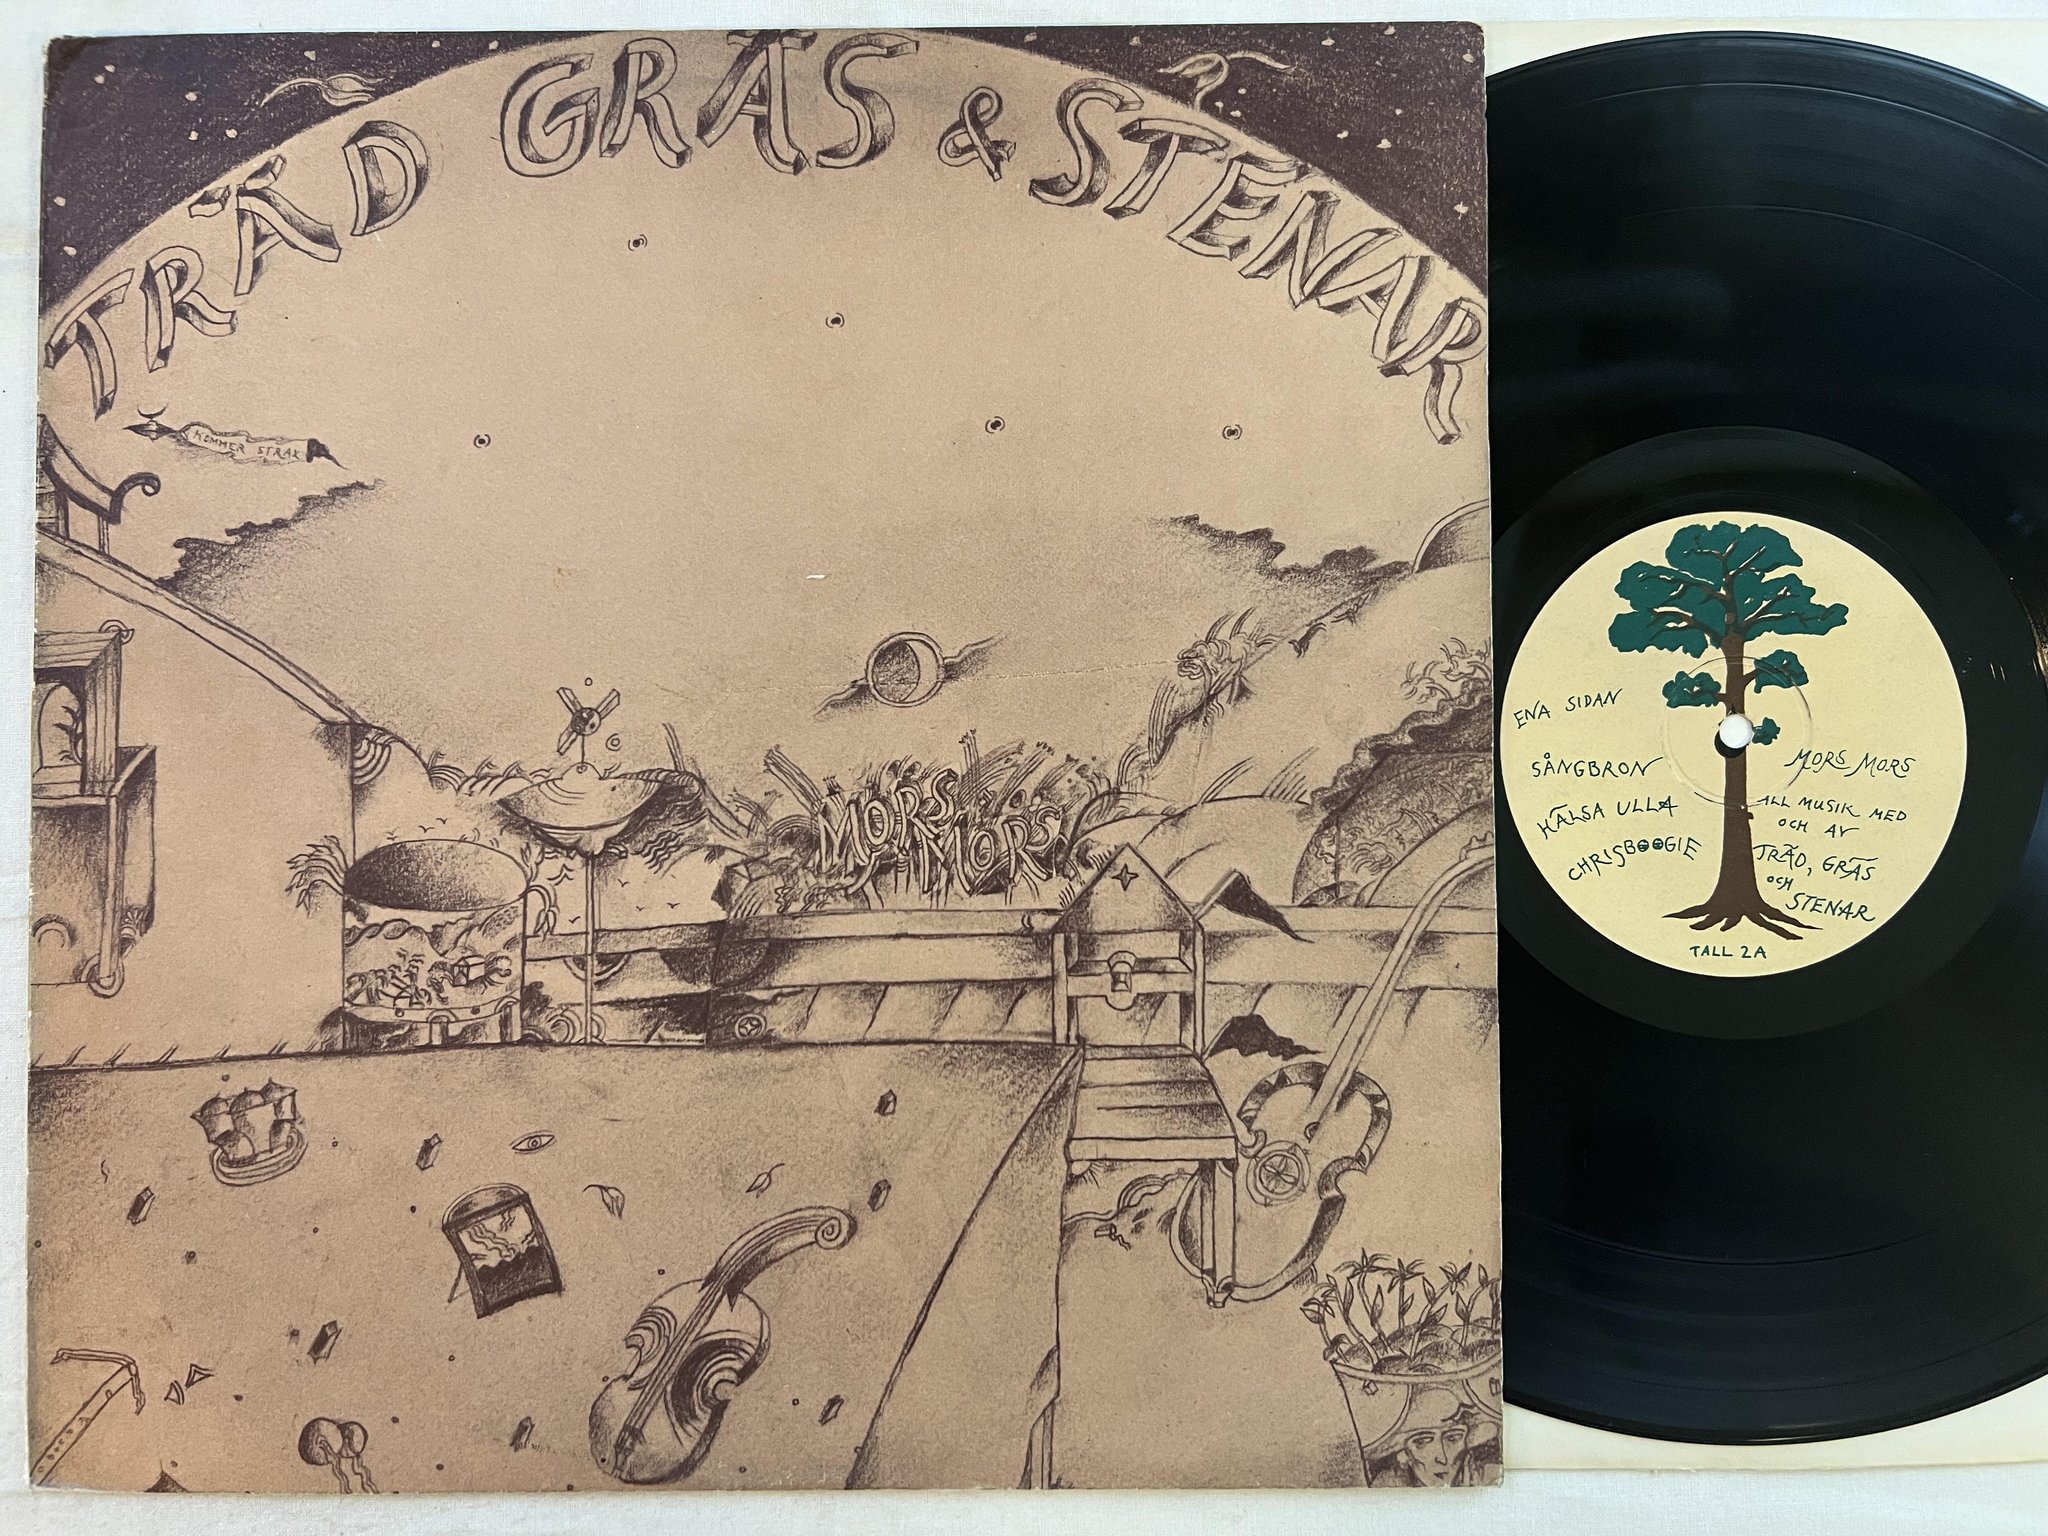 TRÄD GRÄS & STENAR
KOMMER STRAX
MORS
MORS
ENA SIDAN
SÅNGBRON
HÄLSA ULLA
CHRISBOOGIE
MORS MORS
ALL MUSIK MED
OCH AV
TRÄD, GRÄS
OCH
STENAR
TALL 2A